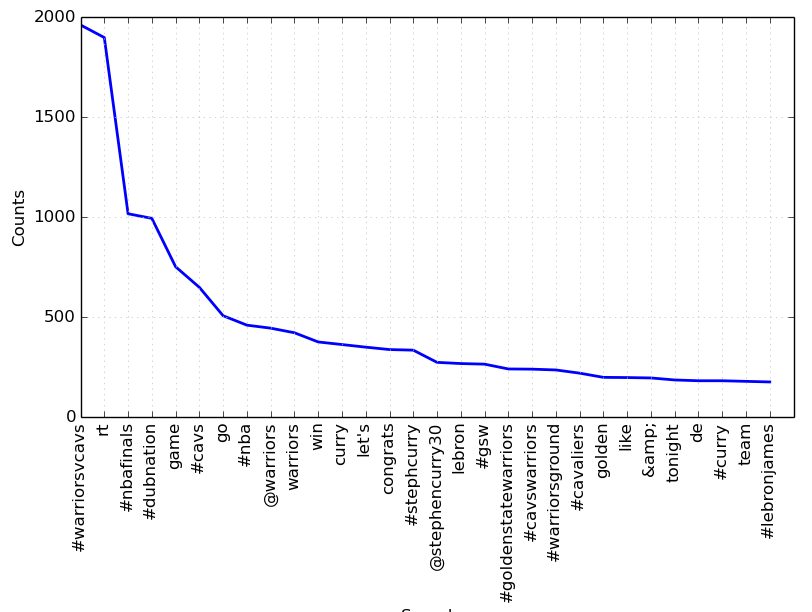 2000
1500
1000
500
0
Counts
#warriorsvcavs
rt
#nbafinals
#dubnation
game
#cavs
go
#nba
@warriors
warriors
win
curry
let's
congrats
#stephcurry
@stephencurry30
lebron
#gsw
#goldenstatewarriors
#cavswarriors
#warriorsground
#cavaliers
golden
like
&amp;
tonight
de
#curry
team
#lebronjames